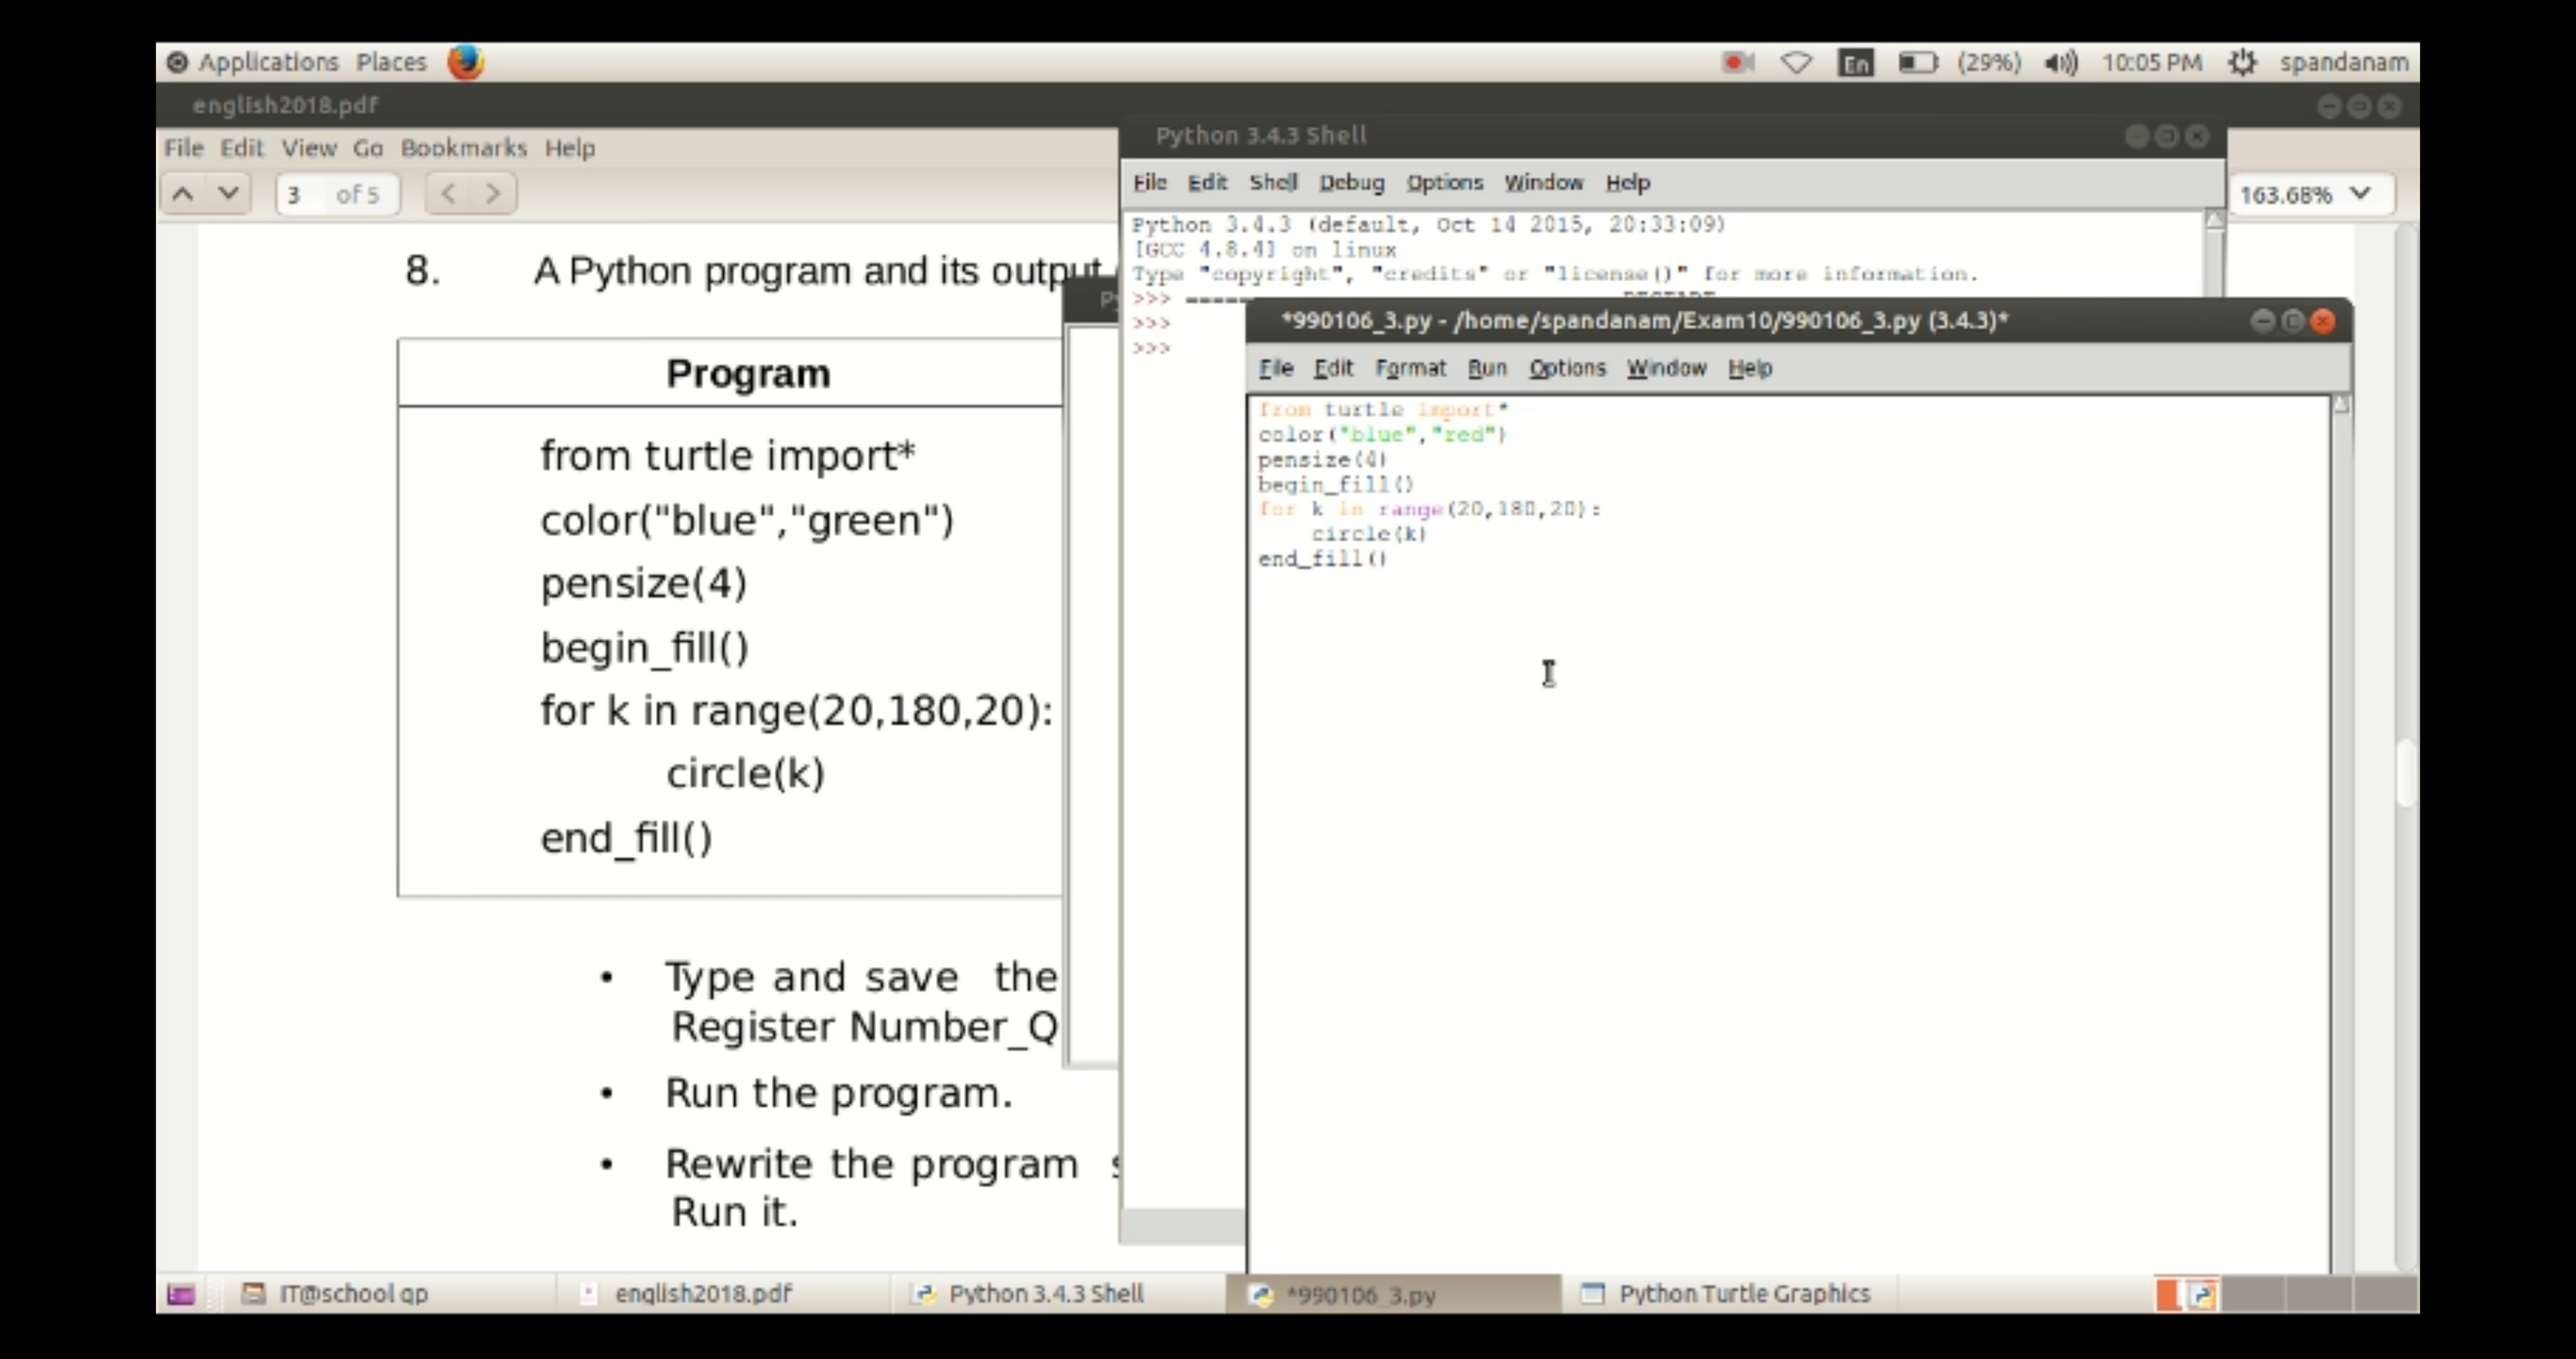 Applications Places
En (29%) 10:05 PM spandanam
english2018.pdf
File Edit View Go Bookmarks Help
3 of 5
163.68%
8. A Python program and its output
Program
from turtle import*
color("blue","green")
pensize(4)
begin_fill()
for k in range(20,180,20):
circle(k)
end_fill()
• Type and save the
Register Number_Q
• Run the program.
• Rewrite the program s
Run it.
Python 3.4.3 Shell
File Edit Shell Debug Options Window Help
Python 3.4.3 (default, Oct 14 2015, 20:33:09)
[GCC 4.8.4] on linux
Type "copyright", "credits" or "license()" for more information.
>>> =====
>>>
>>>
*990106_3.py - /home/spandanam/Exam10/990106_3.py (3.4.3)*
File Edit Format Run Options Window Help
from turtle import*
color("blue","red")
pensize(4)
begin_fill()
for k in range(20,180,20):
circle(k)
end_fill()
IT@school qp
english2018.pdf
Python 3.4.3 Shell
*990106_3.py
Python Turtle Graphics